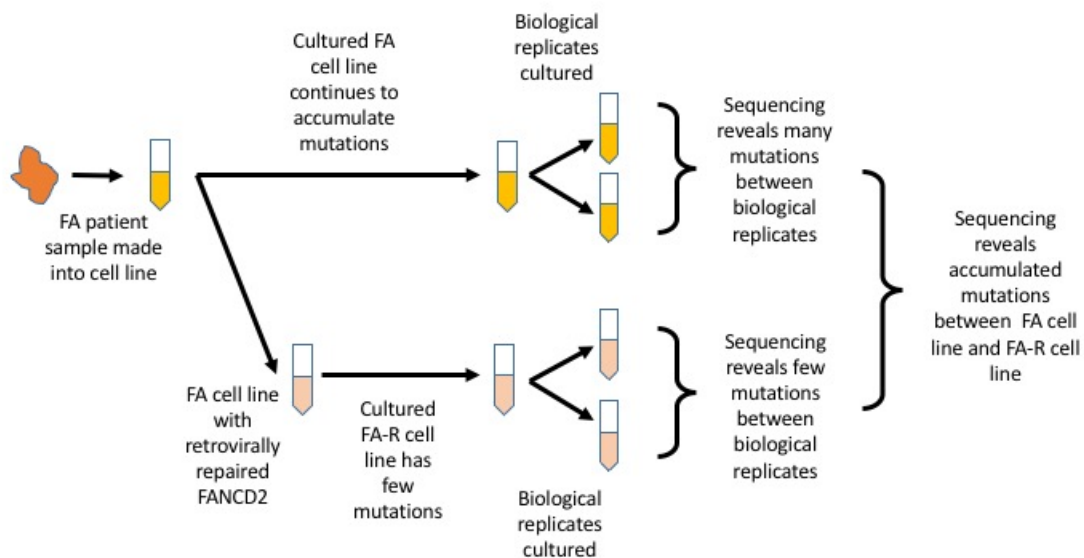 Cultured FA
cell line
continues to
accumulate
mutations
Biological
replicates
cultured
Sequencing
reveals many
mutations
between
biological
replicates
FA patient
sample made
into cell line
Sequencing
reveals
accumulated
mutations
between FA cell
line and FA-R cell
line
FA cell line
with
retrovirally
repaired
FANCD2
Cultured
FA-R cell
line has
few
mutations
Sequencing
reveals few
mutations
between
biological
replicates
Biological
replicates
cultured